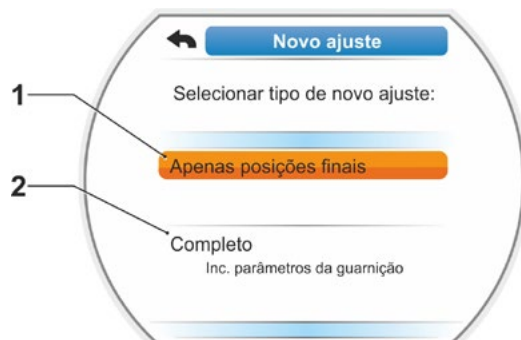 Novo ajuste
Selecionar tipo de novo ajuste:
1
Apenas posições finais
2
Completo
Inc. parâmetros da guarnição